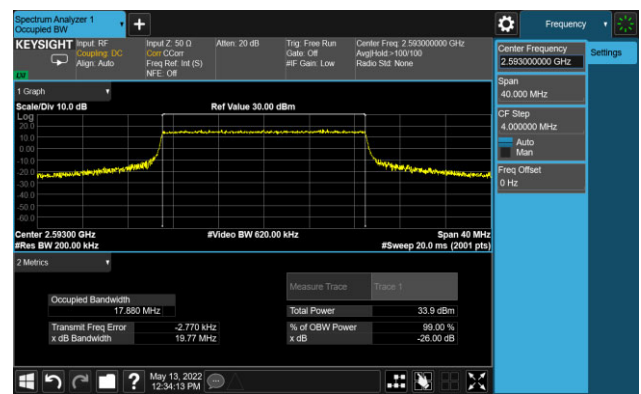 Spectrum Analyzer 1
Occupied BW
Frequency
KEYSIGHT
Input: RF
Coupling: DC
Align: Auto
Input Z: 50 Ω
Corr CCorr
Freq Ref: Int (S)
NFE: Off
Atten: 20 dB
Trig: Free Run
Gate: Off
#IF Gain: Low
Center Freq: 2.593000000 GHz
Avg|Hold:>100/100
Radio Std: None
Center Frequency
2.593000000 GHz
Settings
Span
40.000 MHz
CF Step
4.000000 MHz
Auto
Man
Freq Offset
0 Hz
1 Graph
Scale/Div 10.0 dB
Ref Value 30.00 dBm
Log
20.0
10.0
0.00
-10.0
-20.0
-30.0
-40.0
-50.0
-60.0
Center 2.59300 GHz
#Video BW 620.00 kHz
Span 40 MHz
#Res BW 200.00 kHz
#Sweep 20.0 ms (2001 pts)
2 Metrics
Measure Trace
Trace 1
Occupied Bandwidth
17.880 MHz
Total Power
33.9 dBm
Transmit Freq Error
-2.770 kHz
% of OBW Power
99.00 %
x dB Bandwidth
19.77 MHz
x dB
-26.00 dB
May 13, 2022
12:34:13 PM